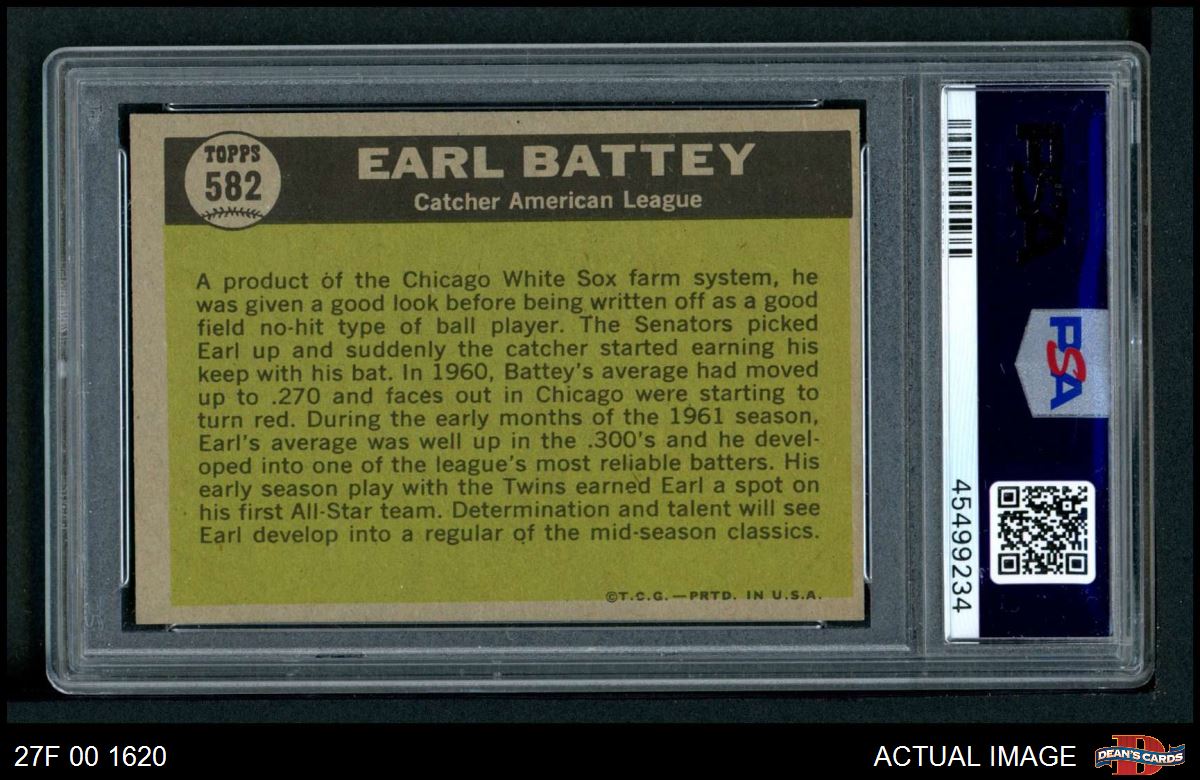 TOPPS
582
EARL BATTEY
Catcher American League
A product of the Chicago White Sox farm system, he
was given a good look before being written off as a good
field no-hit type of ball player. The Senators picked
Earl up and suddenly the catcher started earning his
keep with his bat. In 1960, Battey's average had moved
up to .270 and faces out in Chicago were starting to
turn red. During the early months of the 1961 season,
Earl's average was well up in the .300's and he devel-
oped into one of the league's most reliable batters. His
early season play with the Twins earned Earl a spot on
his first All-Star team. Determination and talent will see
Earl develop into a regular of the mid-season classics.
©T.C.G.—PRTD. IN U.S.A.
PSA
PSA
45499234
27F 00 1620
ACTUAL IMAGE
D
DEAN'S CARDS